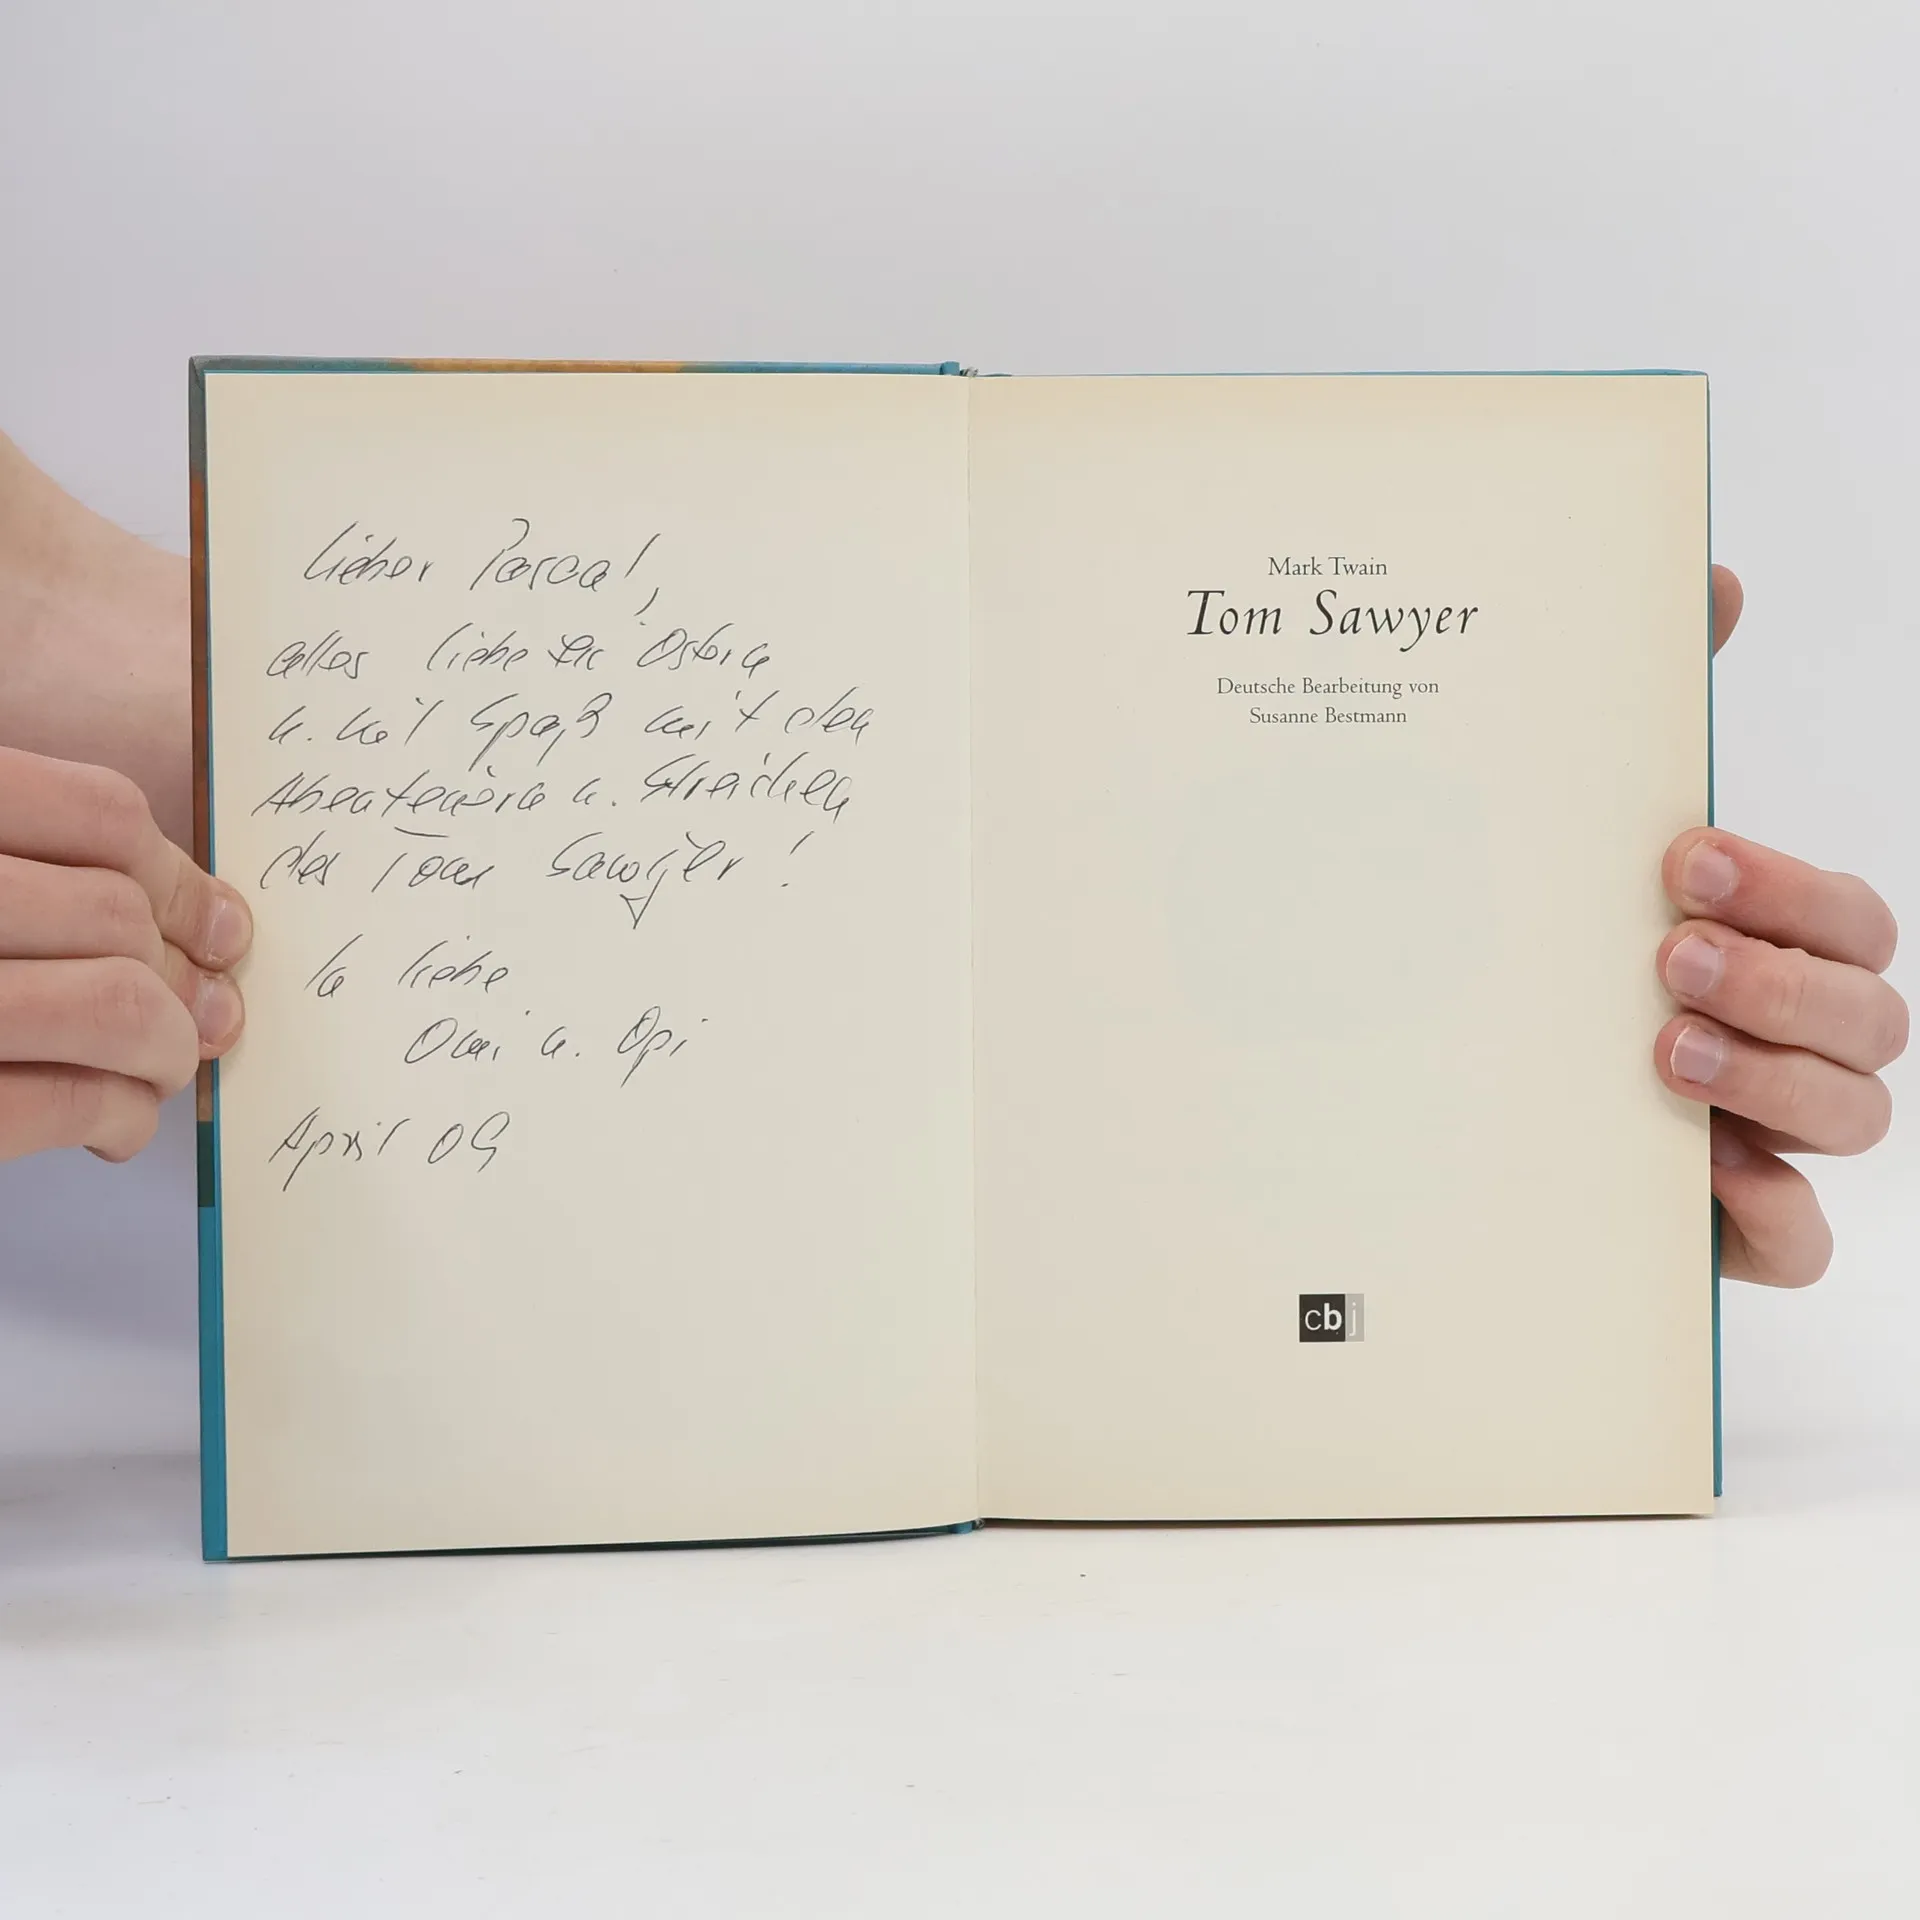 Lieber Pascal,
alles Liebe zu Ostern
u. viel Spaß mit den
Abenteuern u. Streichen
des Tom Sawyer!
In Liebe
Omi u. Opi
April 09
Mark Twain
Tom Sawyer
Deutsche Bearbeitung von
Susanne Bestmann
cbj